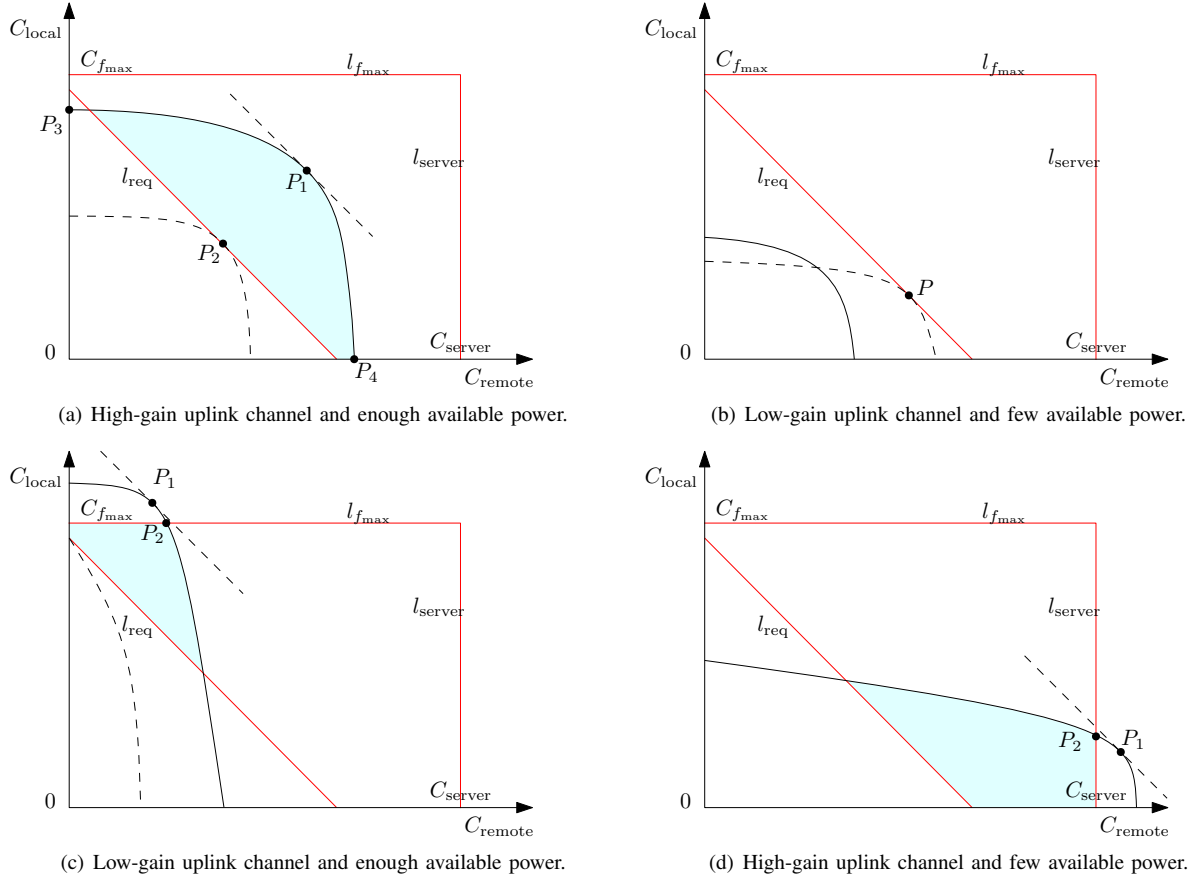 C_local
C_{f_max}
l_{f_max}
P_3
l_req
P_1
l_server
P_2
0
C_server
P_4
C_remote
(a) High-gain uplink channel and enough available power.
C_local
C_{f_max}
l_{f_max}
l_req
l_server
P
0
C_server
C_remote
(b) Low-gain uplink channel and few available power.
C_local
P_1
C_{f_max}
l_{f_max}
P_2
l_req
l_server
0
C_server
C_remote
(c) Low-gain uplink channel and enough available power.
C_local
C_{f_max}
l_{f_max}
l_req
l_server
P_2
P_1
0
C_server
C_remote
(d) High-gain uplink channel and few available power.